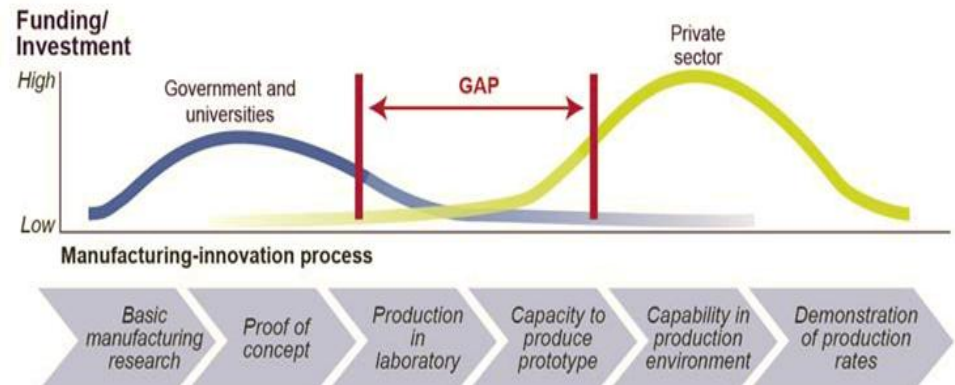 Funding/
Investment
High
Government and
universities
GAP
Private
sector
Low
Manufacturing-innovation process
Basic
manufacturing
research
Proof of
concept
Production
in
laboratory
Capacity to
produce
prototype
Capability in
production
environment
Demonstration
of production
rates